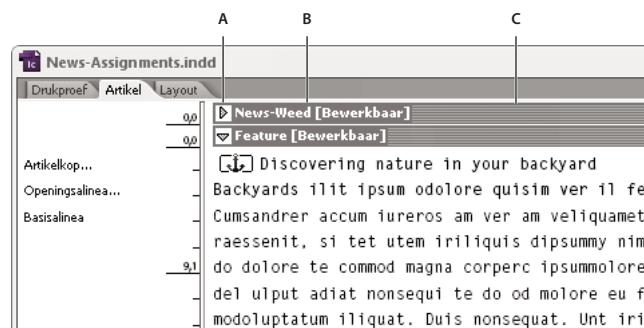 A B C
Ic News-Assignments.indd
Drukproef Artikel Layout
0,0 News-Weed [Bewerkbaar]
0,0 Feature [Bewerkbaar]
Artikelkop... Discovering nature in your backyard
Openingsalinea... Backyards ilit ipsum odolore quisim ver il fe
Basisalinea Cumsandrer accum iureros am ver am veliquamet
raessenit, si tet utem iriliquis dipsummy nim
9,1 do dolore te commod magna corperc ipsummolore
del ulput adiat nonsequi te do od molore eu f
modoluptatum iliquat. Duis nonsequat. Unt iri